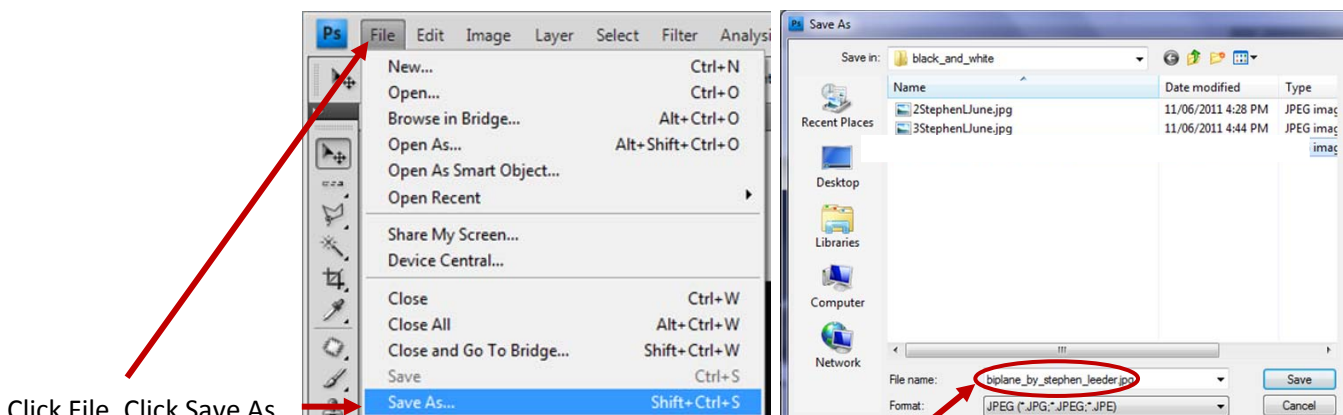 Ps File Edit Image Layer Select Filter Analysi
New... Ctrl+N
Open... Ctrl+O
Browse in Bridge... Alt+Ctrl+O
Open As... Alt+Shift+Ctrl+O
Open As Smart Object...
Open Recent
Share My Screen...
Device Central...
Close Ctrl+W
Close All Alt+Ctrl+W
Close and Go To Bridge... Shift+Ctrl+W
Save Ctrl+S
Save As... Shift+Ctrl+S
Click File. Click Save As
Ps Save As
Save in: black_and_white
Name Date modified Type
2StephenLJune.jpg 11/06/2011 4:28 PM JPEG imag
3StephenLJune.jpg 11/06/2011 4:44 PM JPEG imag
imag
Recent Places
Desktop
Libraries
Computer
Network
File name: biplane_by_stephen_leeder.jpg Save
Format: JPEG (*.JPG;*.JPEG;*.JPE) Cancel